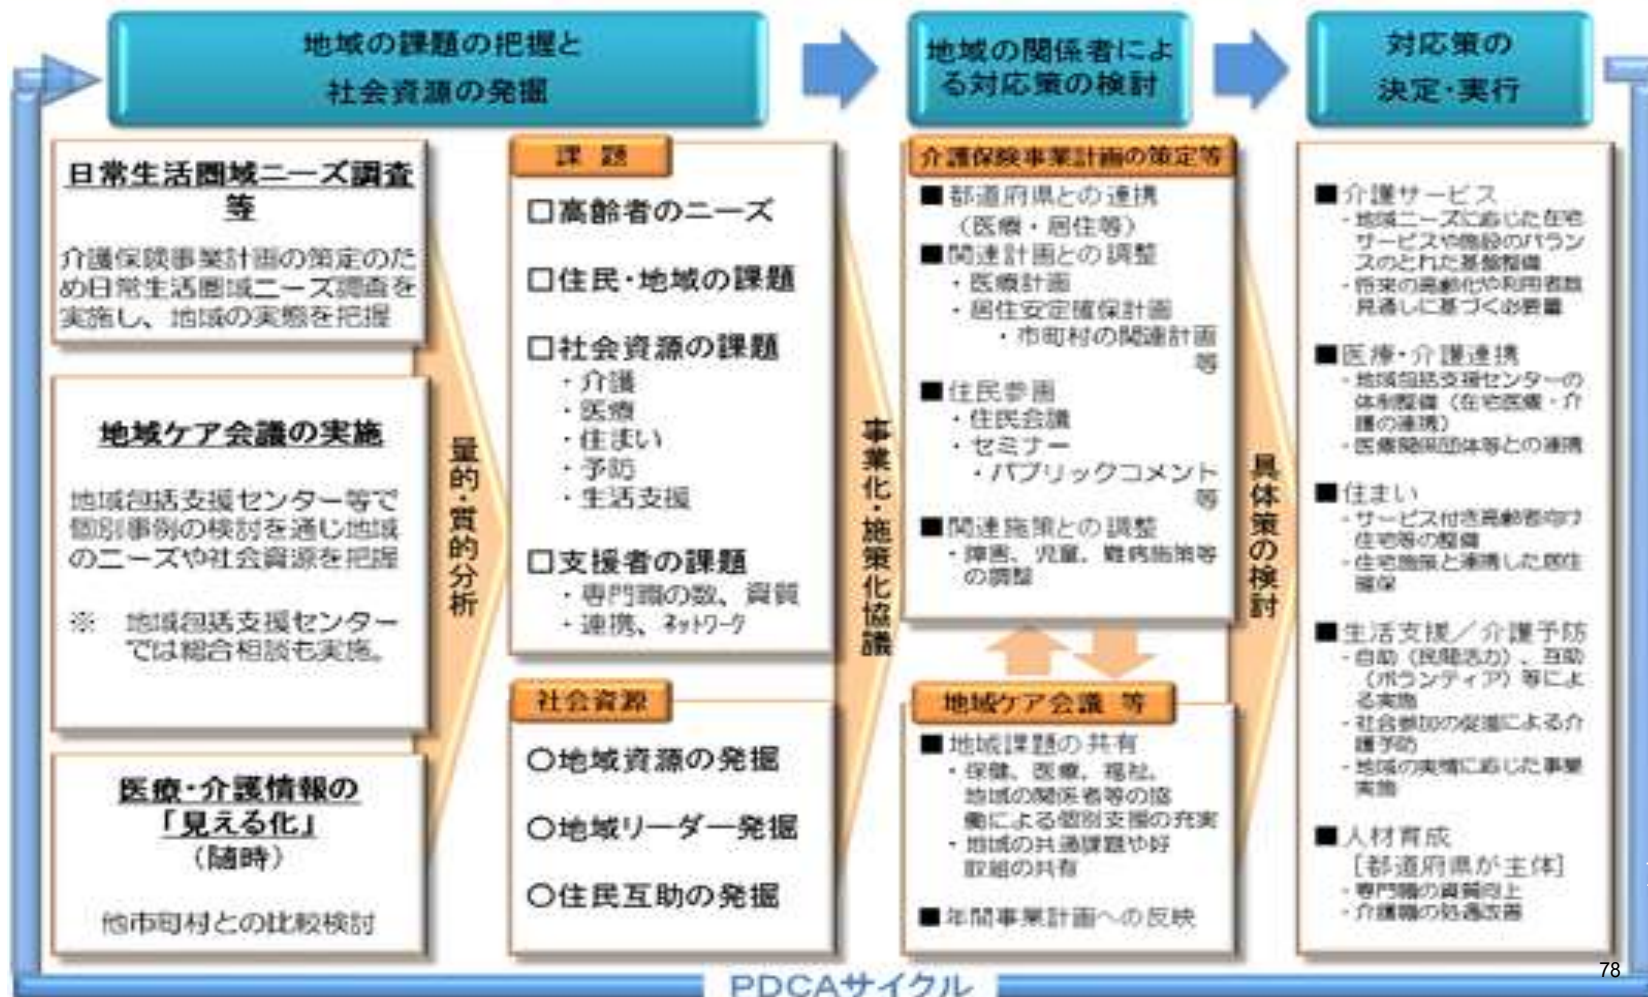 地域の課題の把握と
社会資源の発掘
地域の関係者によ
る対応策の検討
対応策の
決定・実行
日常生活圏域ニーズ調査
等
介護保険事業計画の策定のた
め日常生活圏域ニーズ調査を
実施し、地域の実態を把握
地域ケア会議の実施
地域包括支援センター等で
個別事例の検討を通じ地域
のニーズや社会資源を把握
※ 地域包括支援センター
では総合相談も実施。
医療・介護情報の
「見える化」
（随時）
他市町村との比較検討
量的・質的分析
課 題
□高齢者のニーズ
□住民・地域の課題
□社会資源の課題
・介護
・医療
・住まい
・予防
・生活支援
□支援者の課題
・専門職の数、資質
・連携、ネットワーク
社会資源
○地域資源の発掘
○地域リーダー発掘
○住民互助の発掘
事業化・施策化協議
介護保険事業計画の策定等
■都道府県との連携
（医療・居住等）
■関連計画との調整
・医療計画
・居住安定確保計画
・市町村の関連計画
等
■住民参画
・住民会議
・セミナー
・パブリックコメント
等
■関連施策との調整
・障害、児童、難病施策等
の調整
地域ケア会議 等
■地域課題の共有
・保健、医療、福祉、
地域の関係者等の協
働による個別支援の充実
・地域の共通課題や好
取組の共有
■年間事業計画への反映
具体策の検討
■介護サービス
・地域ニーズに応じた在宅
サービスや施設のバラン
スのとれた基盤整備
・将来の高齢化や利用者数
見通しに基づく必要量
■医療・介護連携
・地域包括支援センターの
体制整備（在宅医療・介
護の連携）
・医療関係団体等との連携
■住まい
・サービス付き高齢者向け
住宅等の整備
・住宅施策と連携した居住
確保
■生活支援／介護予防
・自助（民間活力）、互助
（ボランティア）等によ
る実施
・社会参加の促進による介
護予防
・地域の実情に応じた事業
実施
■人材育成
［都道府県が主体］
・専門職の資質向上
・介護職の処遇改善
PDCAサイクル
78